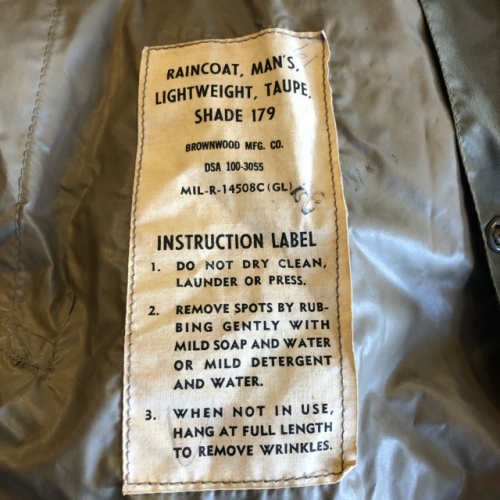 RAINCOAT, MAN'S,
LIGHTWEIGHT, TAUPE,
SHADE 179
BROWNWOOD MFG. CO.
DSA 100-3055
MIL-R-14508C (GL)
INSTRUCTION LABEL
1. DO NOT DRY CLEAN,
LAUNDER OR PRESS.
2. REMOVE SPOTS BY RUB-
BING GENTLY WITH
MILD SOAP AND WATER
OR MILD DETERGENT
AND WATER.
3. WHEN NOT IN USE,
HANG AT FULL LENGTH
TO REMOVE WRINKLES.